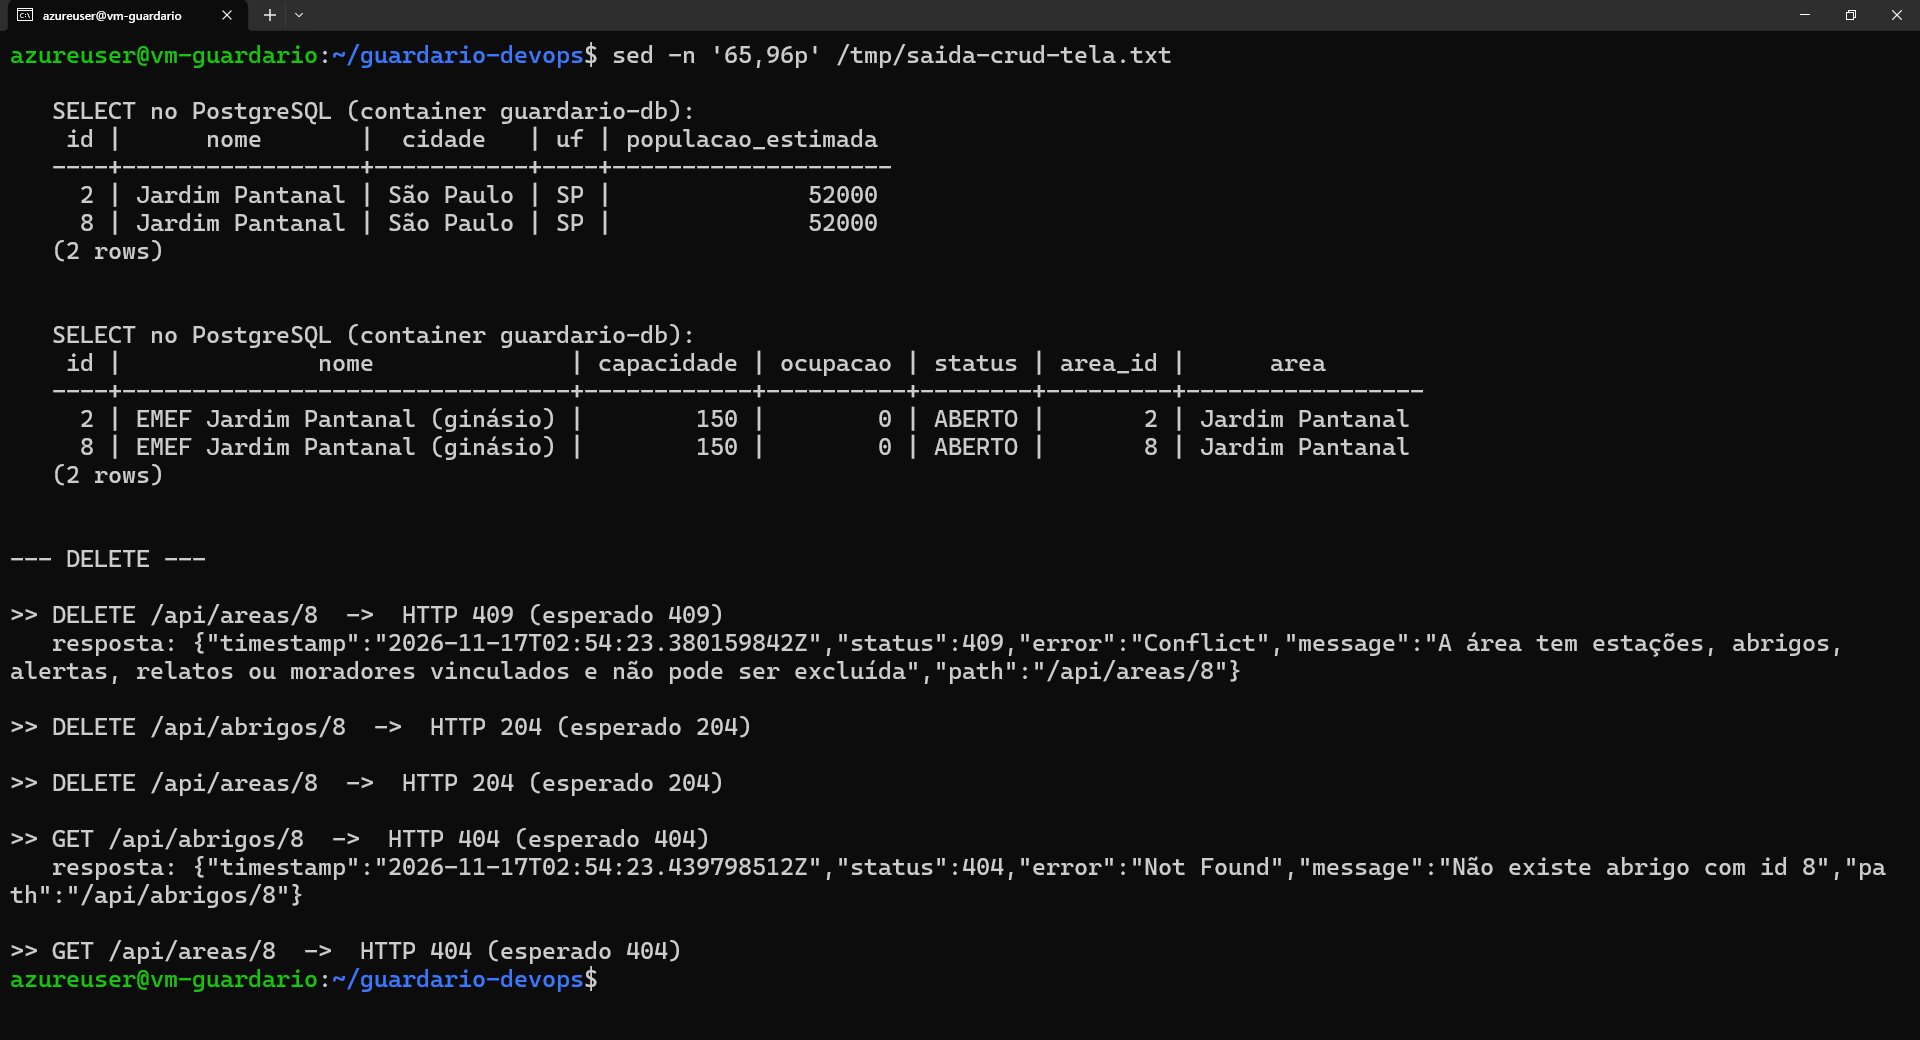 azureuser@vm-guardario
azureuser@vm-guardario:~/guardario-devops$ sed -n '65,96p' /tmp/saida-crud-tela.txt

   SELECT no PostgreSQL (container guardario-db):
    id |      nome       |  cidade   | uf | populacao_estimada
   ----+-----------------+-----------+----+--------------------
     2 | Jardim Pantanal | São Paulo | SP |              52000
     8 | Jardim Pantanal | São Paulo | SP |              52000
   (2 rows)


   SELECT no PostgreSQL (container guardario-db):
    id |              nome              | capacidade | ocupacao | status | area_id |      area
   ----+--------------------------------+------------+----------+--------+---------+-----------------
     2 | EMEF Jardim Pantanal (ginásio) |        150 |        0 | ABERTO |       2 | Jardim Pantanal
     8 | EMEF Jardim Pantanal (ginásio) |        150 |        0 | ABERTO |       8 | Jardim Pantanal
   (2 rows)


--- DELETE ---

>> DELETE /api/areas/8  ->  HTTP 409 (esperado 409)
   resposta: {"timestamp":"2026-11-17T02:54:23.380159842Z","status":409,"error":"Conflict","message":"A área tem estações, abrigos,
alertas, relatos ou moradores vinculados e não pode ser excluída","path":"/api/areas/8"}

>> DELETE /api/abrigos/8  ->  HTTP 204 (esperado 204)

>> DELETE /api/areas/8  ->  HTTP 204 (esperado 204)

>> GET /api/abrigos/8  ->  HTTP 404 (esperado 404)
   resposta: {"timestamp":"2026-11-17T02:54:23.439798512Z","status":404,"error":"Not Found","message":"Não existe abrigo com id 8","pa
th":"/api/abrigos/8"}

>> GET /api/areas/8  ->  HTTP 404 (esperado 404)
azureuser@vm-guardario:~/guardario-devops$